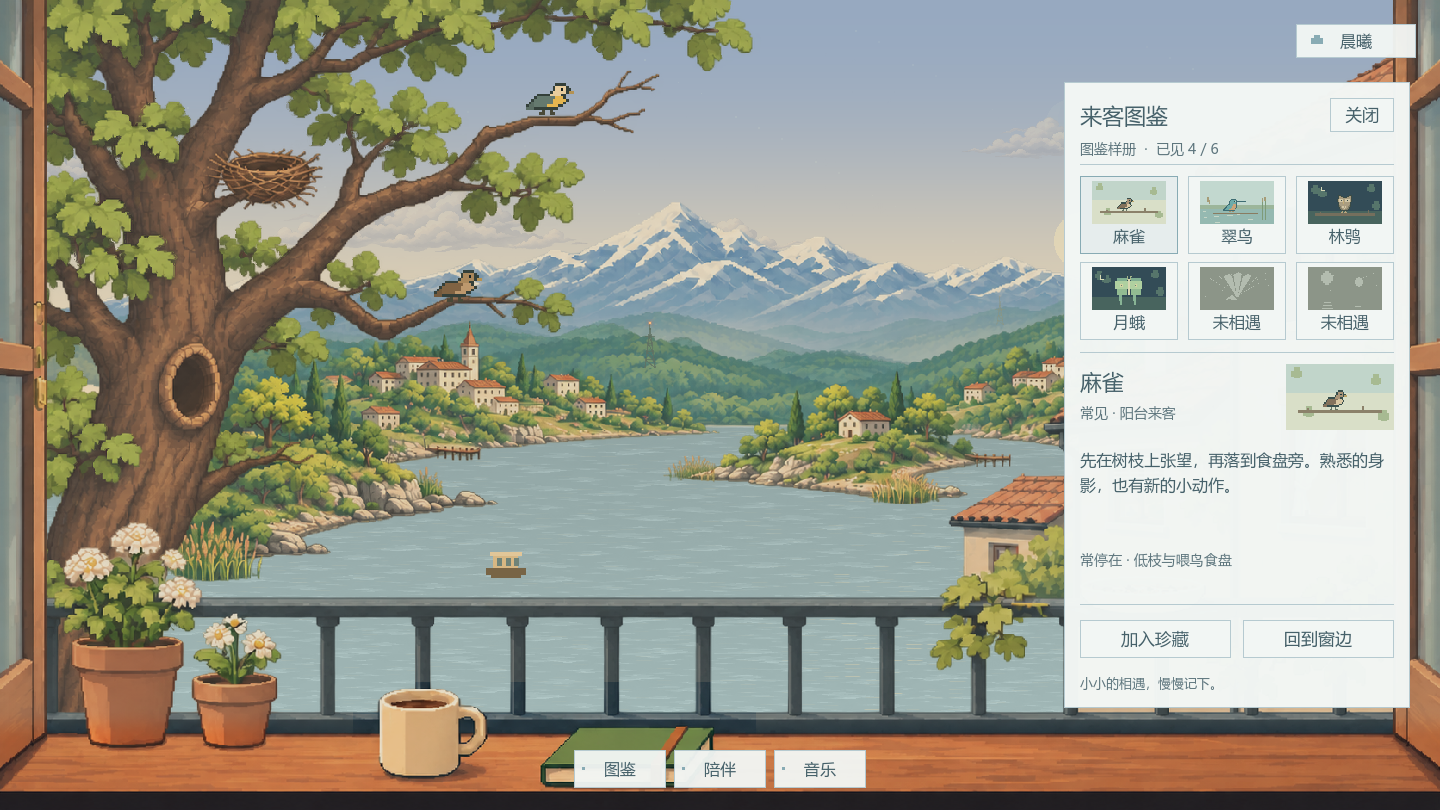 晨曦
来客图鉴
关闭
图鉴样册 · 已见 4 / 6
麻雀
翠鸟
林鸮
月蛾
未相遇
未相遇
麻雀
常见 · 阳台来客
先在树枝上张望，再落到食盘旁。熟悉的身
影，也有新的小动作。
常停在 · 低枝与喂鸟食盘
加入珍藏
回到窗边
小小的相遇，慢慢记下。
图鉴
陪伴
音乐